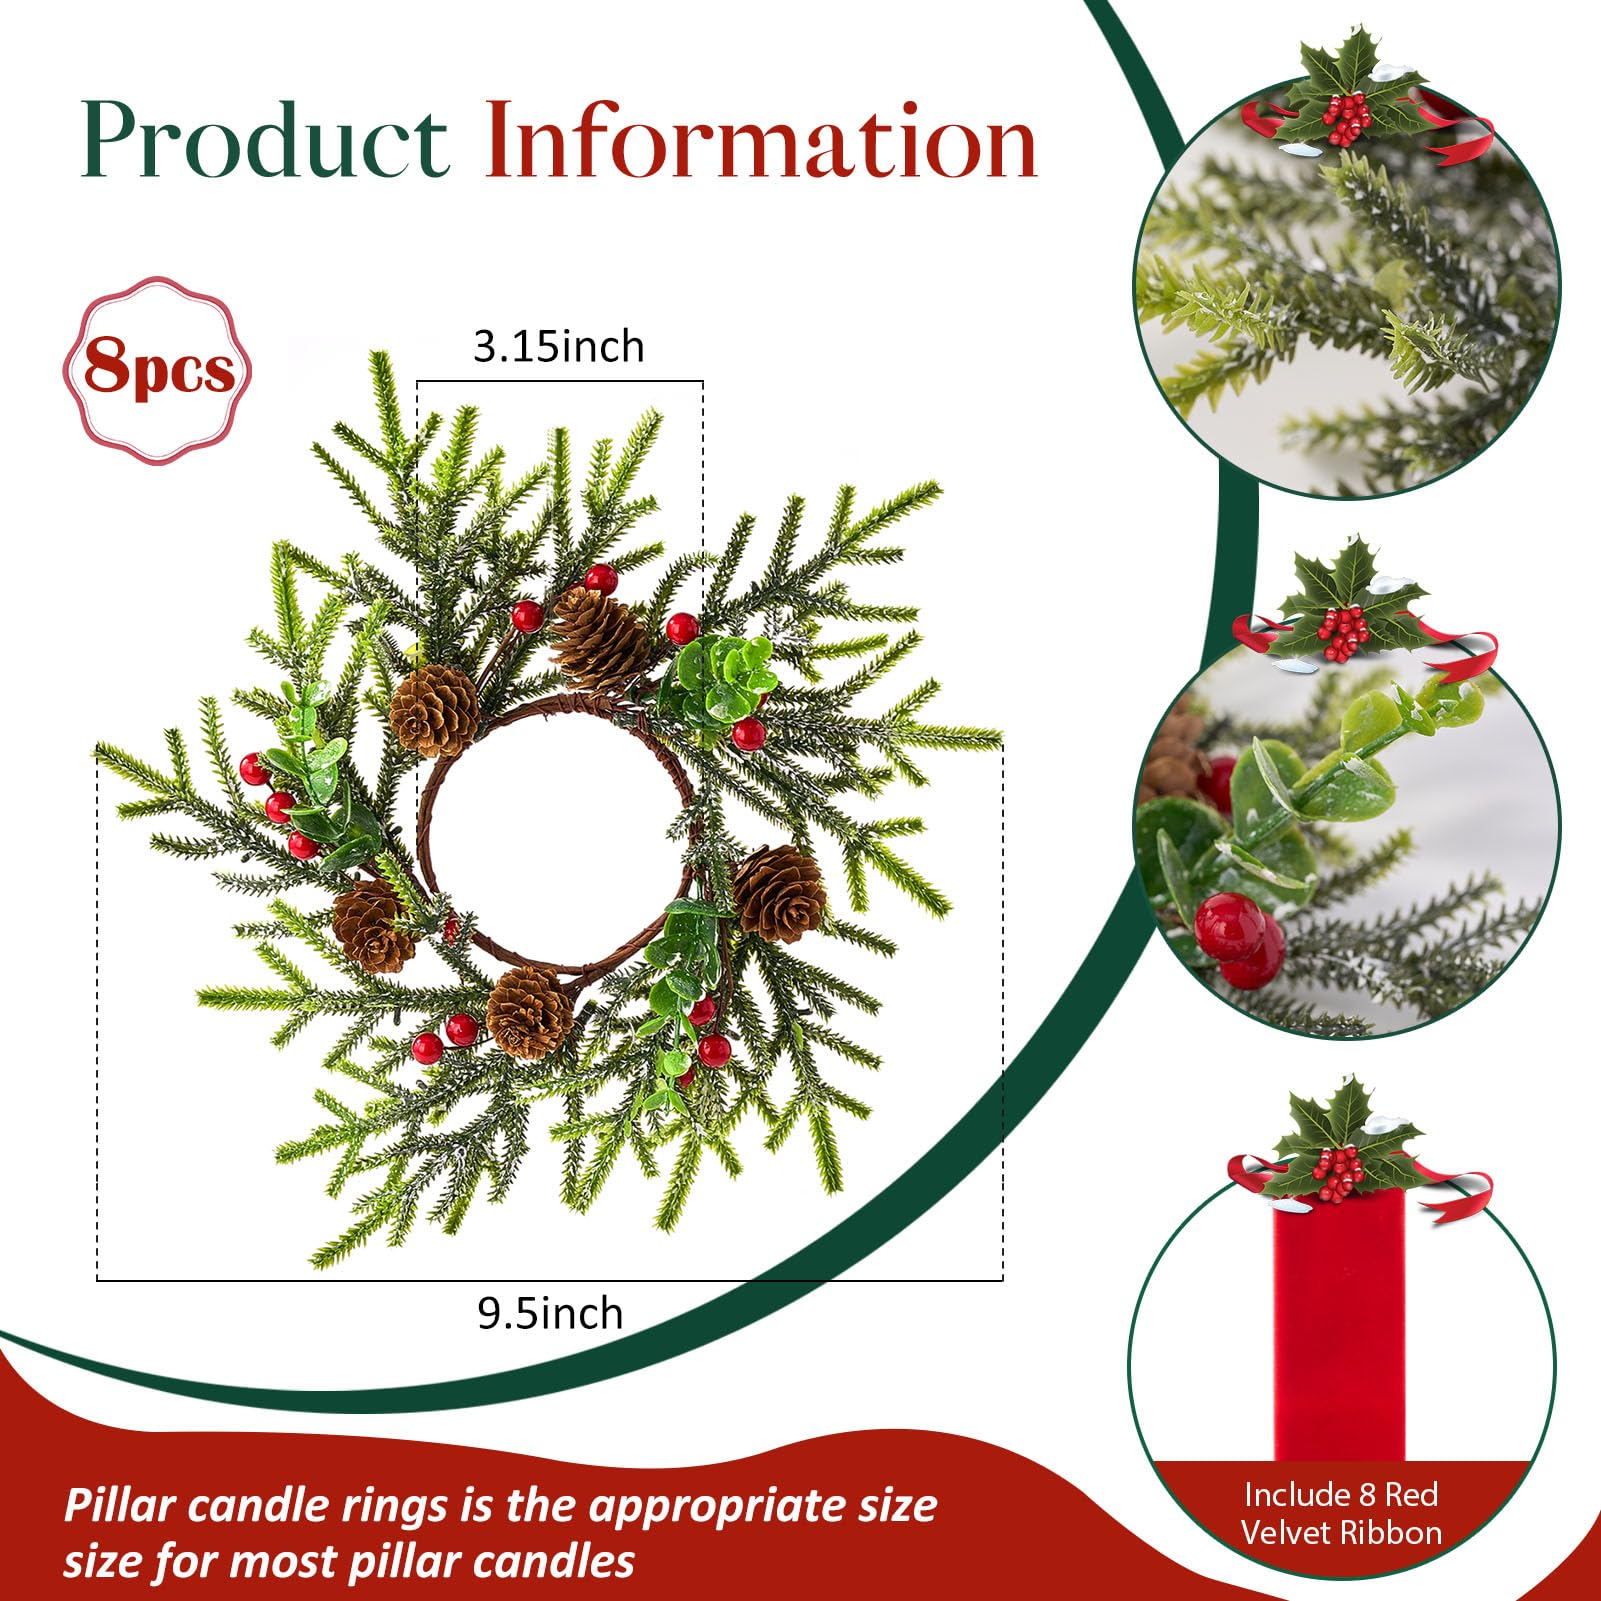 Product Information
8pcs
3.15inch
9.5inch
Pillar candle rings is the appropriate size
size for most pillar candles
Include 8 Red
Velvet Ribbon